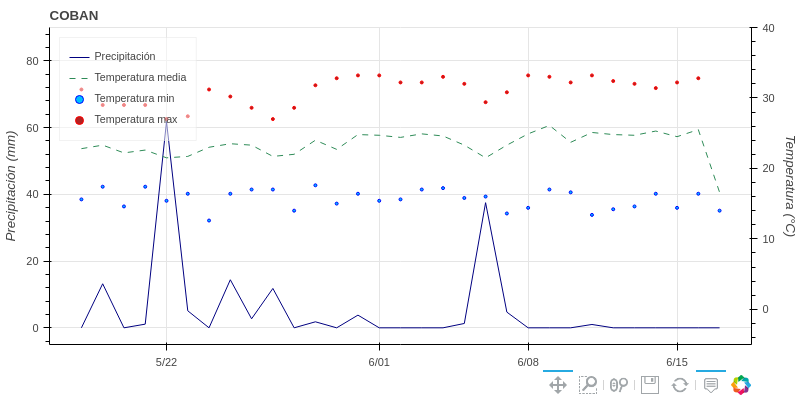 COBAN
Precipitación
Temperatura media
Temperatura min
Temperatura max
Precipitación (mm)
Temperatura (°C)
80
60
40
20
0
40
30
20
10
0
5/22
6/01
6/08
6/15